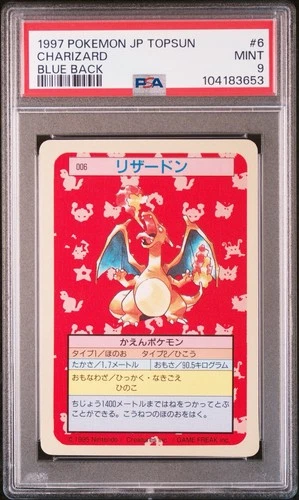 1997 POKEMON JP TOPSUN #6
CHARIZARD MINT
BLUE BACK 9
PSA 104183653
006 リザードン
かえんポケモン
タイプ1/ほのお タイプ2/ひこう
たかさ/1.7メートル おもさ/90.5キログラム
おもなわざ/ひっかく・なきごえ
ひのこ
ちじょう1400メートルまではねをつかってと
ぶことができる。こうねつのほのおをはく。
© 1995 Nintendo Creatures inc. GAME FREAK inc.